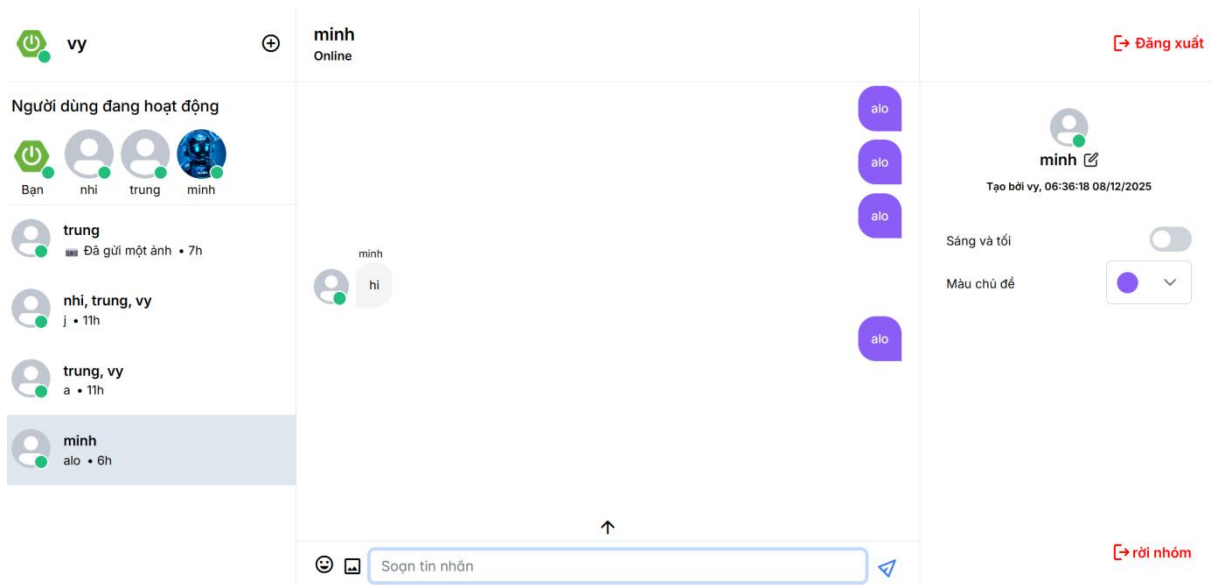 vy
Người dùng đang hoạt động
Bạn
nhi
trung
minh
trung
Đã gửi một ảnh • 7h
nhi, trung, vy
j • 11h
trung, vy
a • 11h
minh
alo • 6h
minh
Online
alo
alo
alo
minh
hi
alo
Soạn tin nhắn
Đăng xuất
minh
Tạo bởi vy, 06:36:18 08/12/2025
Sáng và tối
Màu chủ đề
rời nhóm